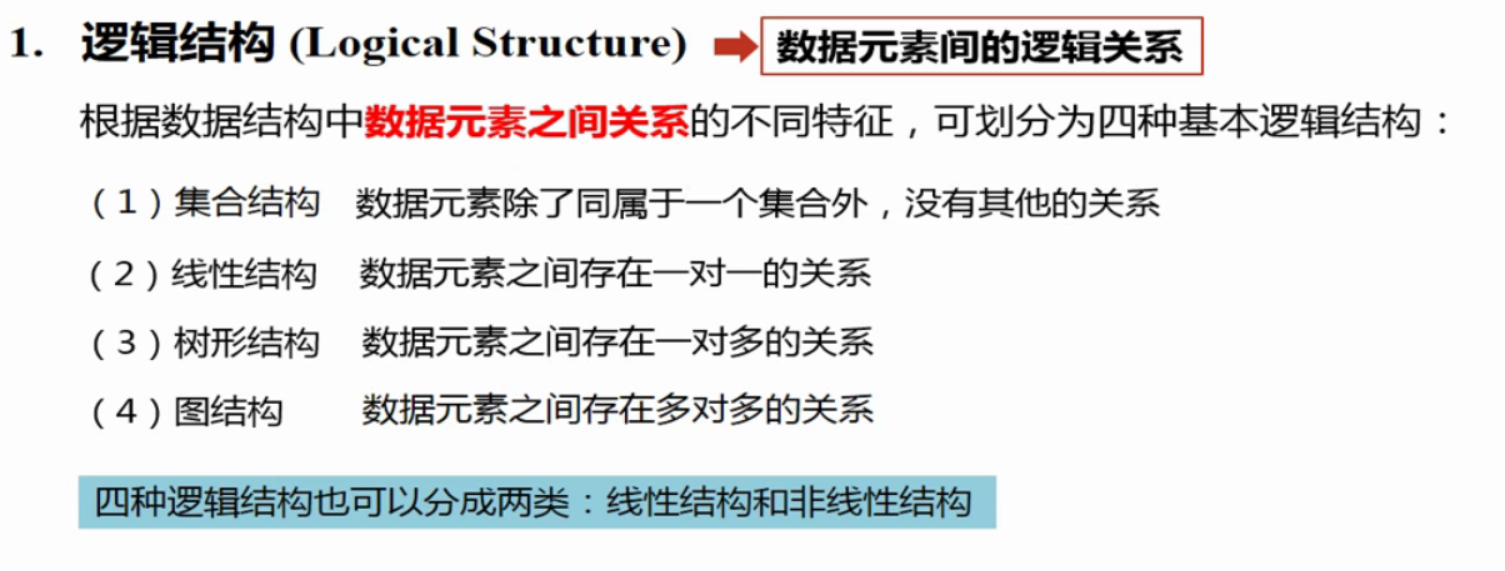 1. 逻辑结构 (Logical Structure) 数据元素间的逻辑关系
根据数据结构中数据元素之间关系的不同特征，可划分为四种基本逻辑结构：
（1）集合结构 数据元素除了同属于一个集合外，没有其他的关系
（2）线性结构 数据元素之间存在一对一的关系
（3）树形结构 数据元素之间存在一对多的关系
（4）图结构 数据元素之间存在多对多的关系
四种逻辑结构也可以分成两类：线性结构和非线性结构